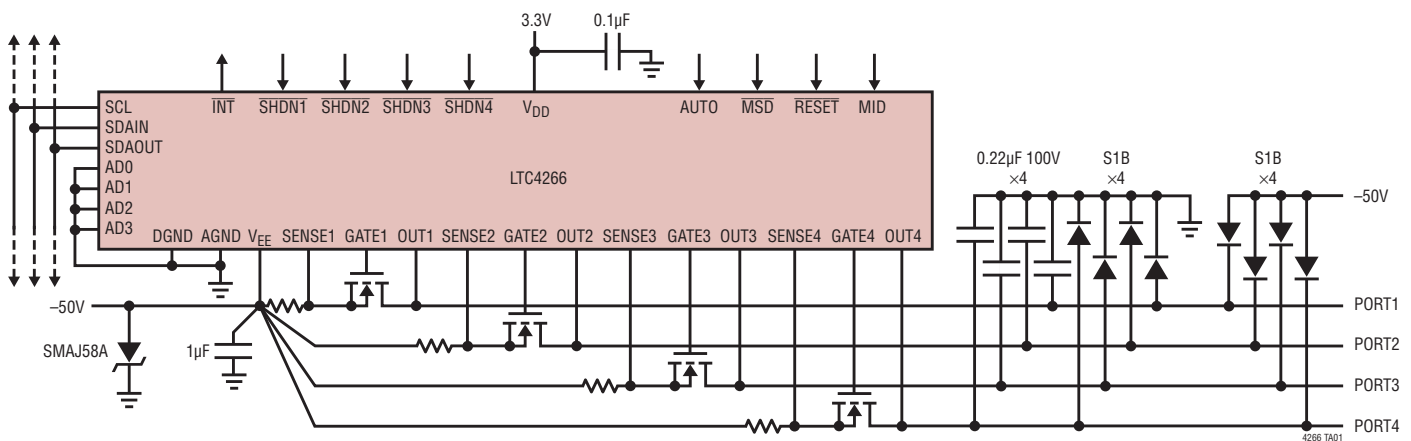 3.3V
0.1µF
SCL
SDAIN
SDAOUT
AD0
AD1
AD2
AD3
INT
SHDN1
SHDN2
SHDN3
SHDN4
VDD
AUTO
MSD
RESET
MID
LTC4266
DGND
AGND
VEE
SENSE1
GATE1
OUT1
SENSE2
GATE2
OUT2
SENSE3
GATE3
OUT3
SENSE4
GATE4
OUT4
0.22µF 100V
×4
S1B
×4
S1B
×4
–50V
–50V
SMAJ58A
1µF
PORT1
PORT2
PORT3
PORT4
4266 TA01